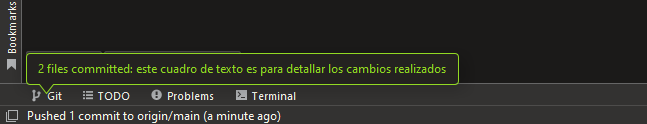 Bookmarks
2 files committed: este cuadro de texto es para detallar los cambios realizados
Git TODO Problems Terminal
Pushed 1 commit to origin/main (a minute ago)